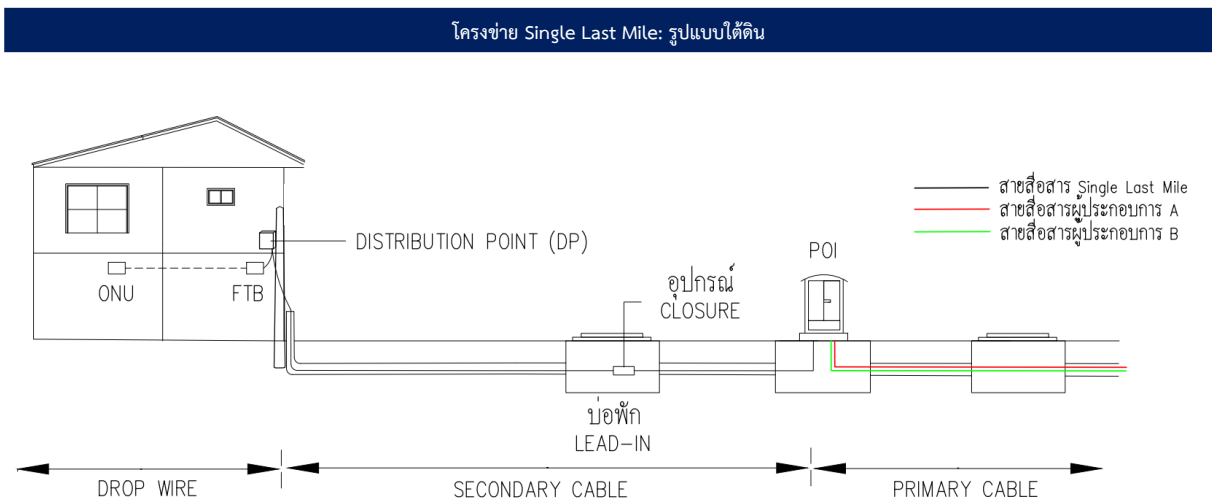 โครงข่าย Single Last Mile: รูปแบบใต้ดิน
สายสื่อสาร Single Last Mile
สายสื่อสารผู้ประกอบการ A
สายสื่อสารผู้ประกอบการ B
DISTRIBUTION POINT (DP)
POI
ONU
FTB
อุปกรณ์
CLOSURE
บ่อพัก
LEAD-IN
DROP WIRE
SECONDARY CABLE
PRIMARY CABLE